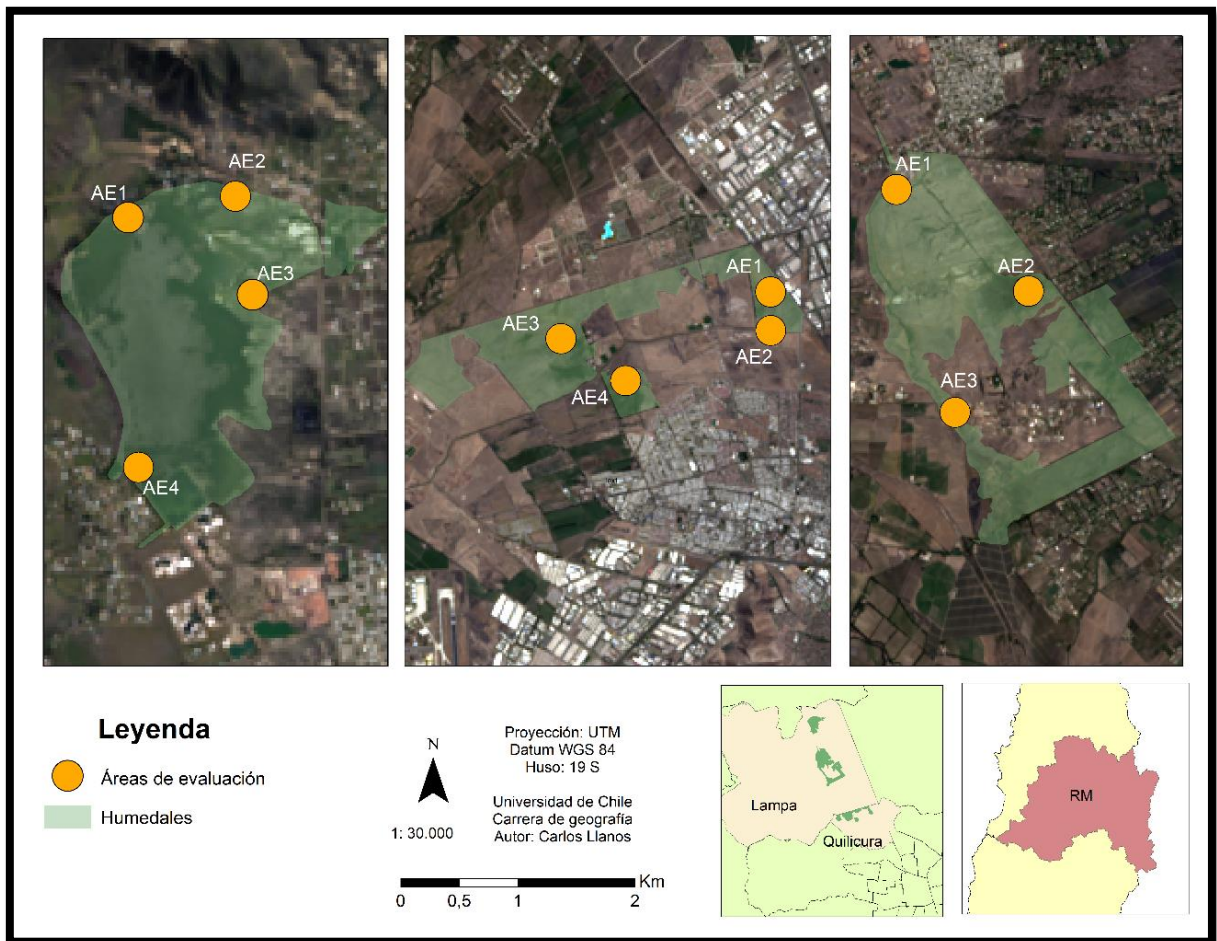 AE1
AE2
AE3
AE4
AE1
AE2
AE3
AE4
AE1
AE2
AE3
Leyenda
Áreas de evaluación
Humedales
N
1: 30.000
Proyección: UTM
Datum WGS 84
Huso: 19 S
Universidad de Chile
Carrera de geografía
Autor: Carlos Llanos
0 0,5 1 2 Km
Lampa
Quilicura
RM